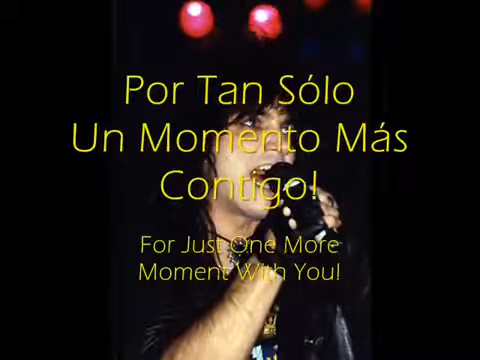 Por Tan Sólo
Un Momento Más
Contigo!
For Just One More
Moment With You!